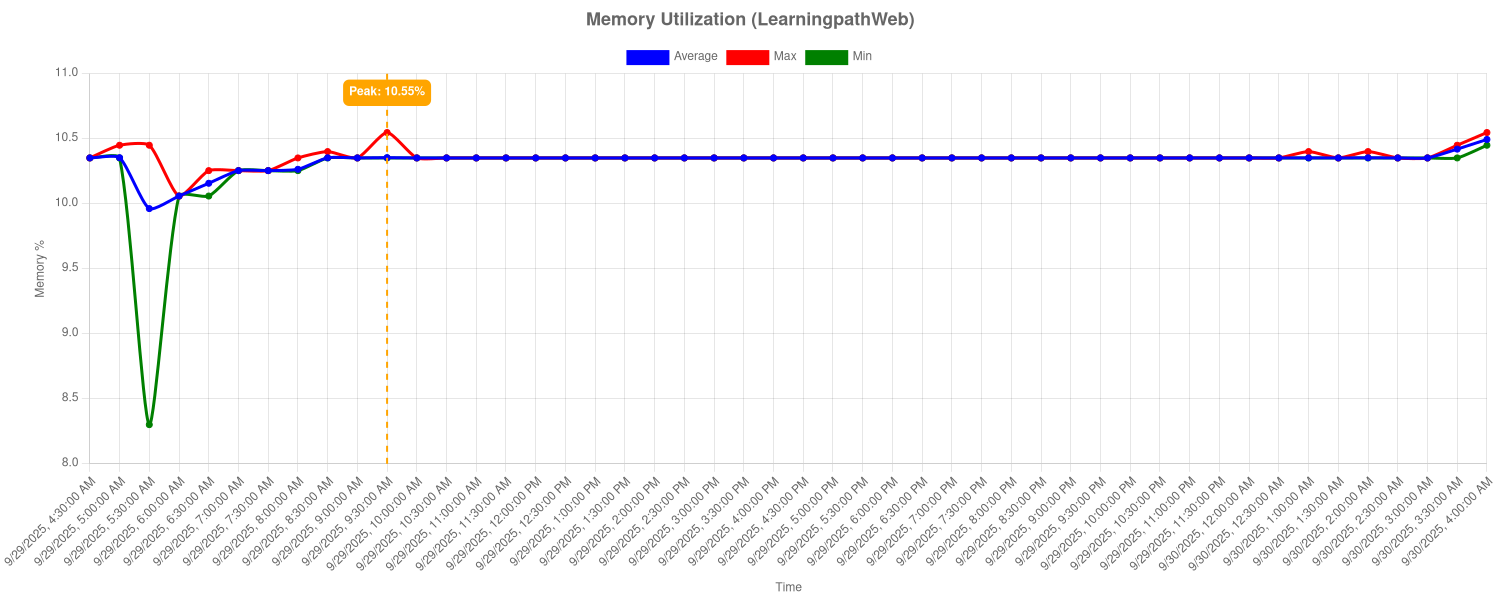 Memory Utilization (LearningpathWeb)
Average
Max
Min
Peak: 10.55%
11.0
10.5
10.0
9.5
9.0
8.5
8.0
Memory %
9/29/2025, 4:30:00 AM
9/29/2025, 5:00:00 AM
9/29/2025, 5:30:00 AM
9/29/2025, 6:00:00 AM
9/29/2025, 6:30:00 AM
9/29/2025, 7:00:00 AM
9/29/2025, 7:30:00 AM
9/29/2025, 8:00:00 AM
9/29/2025, 8:30:00 AM
9/29/2025, 9:00:00 AM
9/29/2025, 9:30:00 AM
9/29/2025, 10:00:00 AM
9/29/2025, 10:30:00 AM
9/29/2025, 11:00:00 AM
9/29/2025, 11:30:00 AM
9/29/2025, 12:00:00 PM
9/29/2025, 12:30:00 PM
9/29/2025, 1:00:00 PM
9/29/2025, 1:30:00 PM
9/29/2025, 2:00:00 PM
9/29/2025, 2:30:00 PM
9/29/2025, 3:00:00 PM
9/29/2025, 3:30:00 PM
9/29/2025, 4:00:00 PM
9/29/2025, 4:30:00 PM
9/29/2025, 5:00:00 PM
9/29/2025, 5:30:00 PM
9/29/2025, 6:00:00 PM
9/29/2025, 6:30:00 PM
9/29/2025, 7:00:00 PM
9/29/2025, 7:30:00 PM
9/29/2025, 8:00:00 PM
9/29/2025, 8:30:00 PM
9/29/2025, 9:00:00 PM
9/29/2025, 9:30:00 PM
9/29/2025, 10:00:00 PM
9/29/2025, 10:30:00 PM
9/29/2025, 11:00:00 PM
9/29/2025, 11:30:00 PM
9/30/2025, 12:00:00 AM
9/30/2025, 12:30:00 AM
9/30/2025, 1:00:00 AM
9/30/2025, 1:30:00 AM
9/30/2025, 2:00:00 AM
9/30/2025, 2:30:00 AM
9/30/2025, 3:00:00 AM
9/30/2025, 3:30:00 AM
9/30/2025, 4:00:00 AM
Time